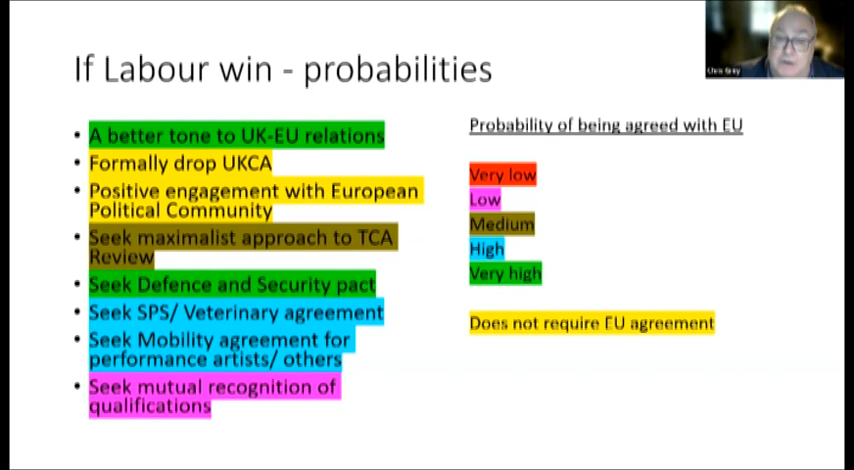 If Labour win - probabilities
• A better tone to UK-EU relations
• Formally drop UKCA
• Positive engagement with European
Political Community
• Seek maximalist approach to TCA
Review
• Seek Defence and Security pact
• Seek SPS/ Veterinary agreement
• Seek Mobility agreement for
performance artists/ others
• Seek mutual recognition of
qualifications
Probability of being agreed with EU
Very low
Low
Medium
High
Very high
Does not require EU agreement
Chris Grey